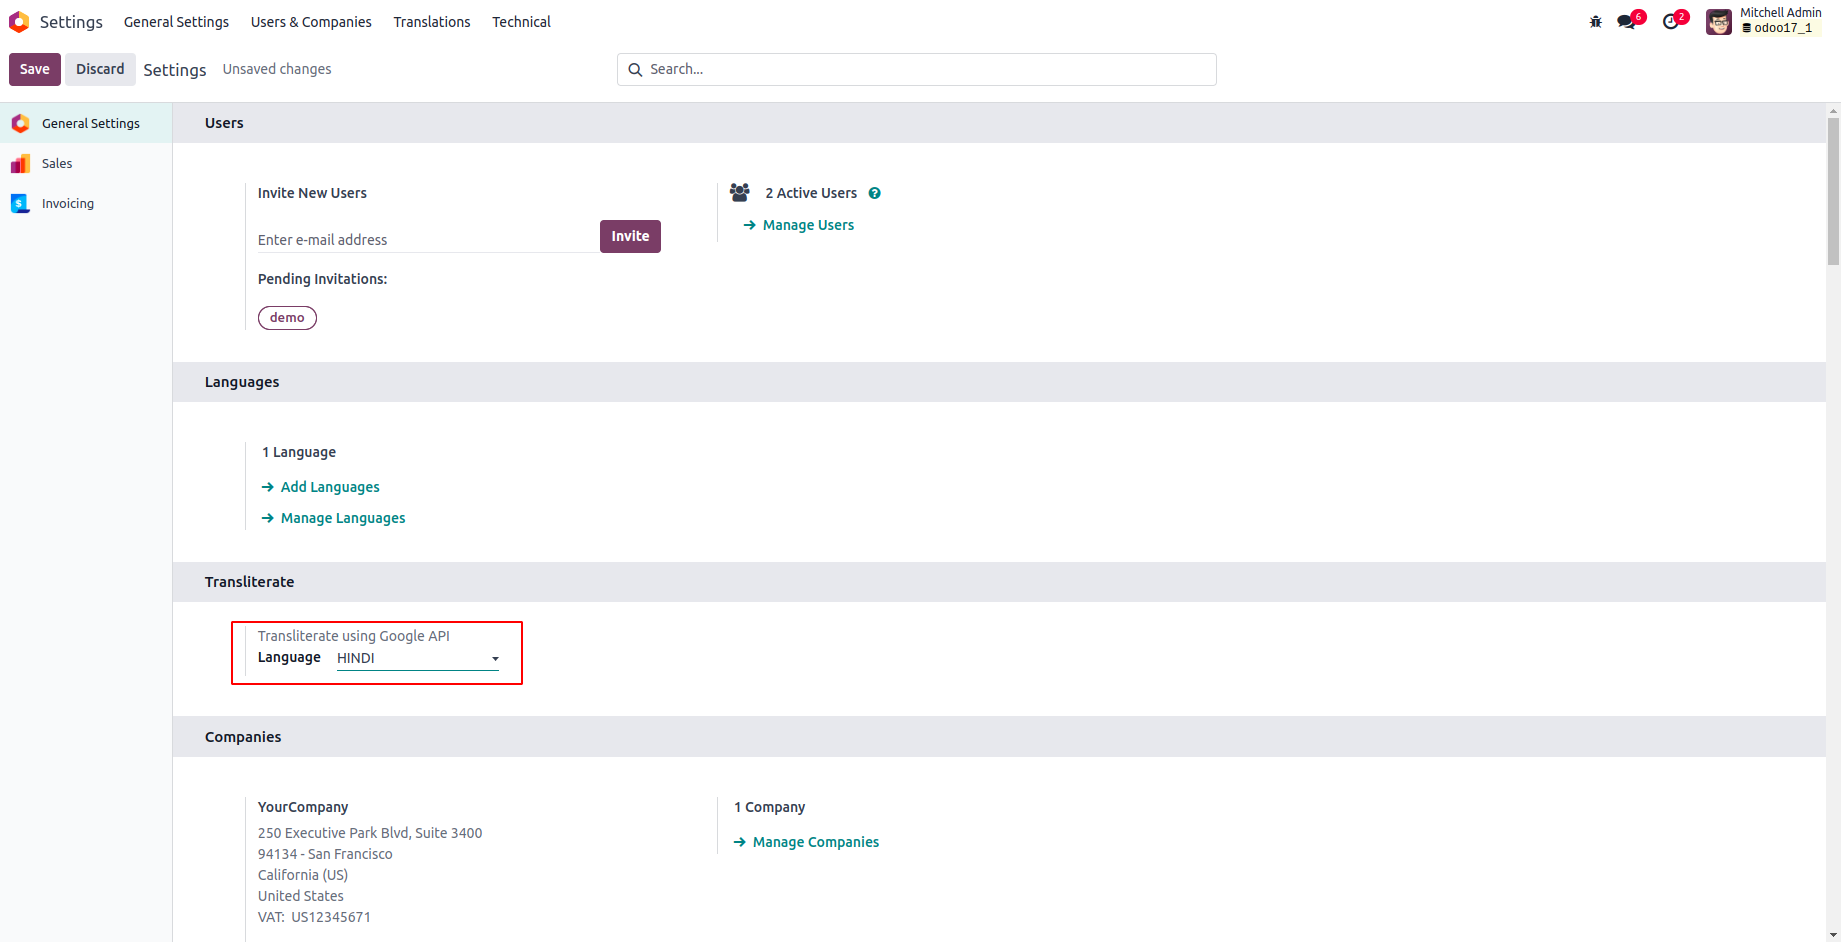 Settings General Settings Users & Companies Translations Technical 6 2 Mitchell Admin
odoo17_1
Save Discard Settings Unsaved changes Search...
General Settings
Sales
Invoicing
Users
Invite New Users
Enter e-mail address Invite
Pending Invitations:
demo
2 Active Users ?
Manage Users
Languages
1 Language
Add Languages
Manage Languages
Transliterate
Transliterate using Google API
Language HINDI
Companies
YourCompany
250 Executive Park Blvd, Suite 3400
94134 - San Francisco
California (US)
United States
VAT: US12345671
1 Company
Manage Companies